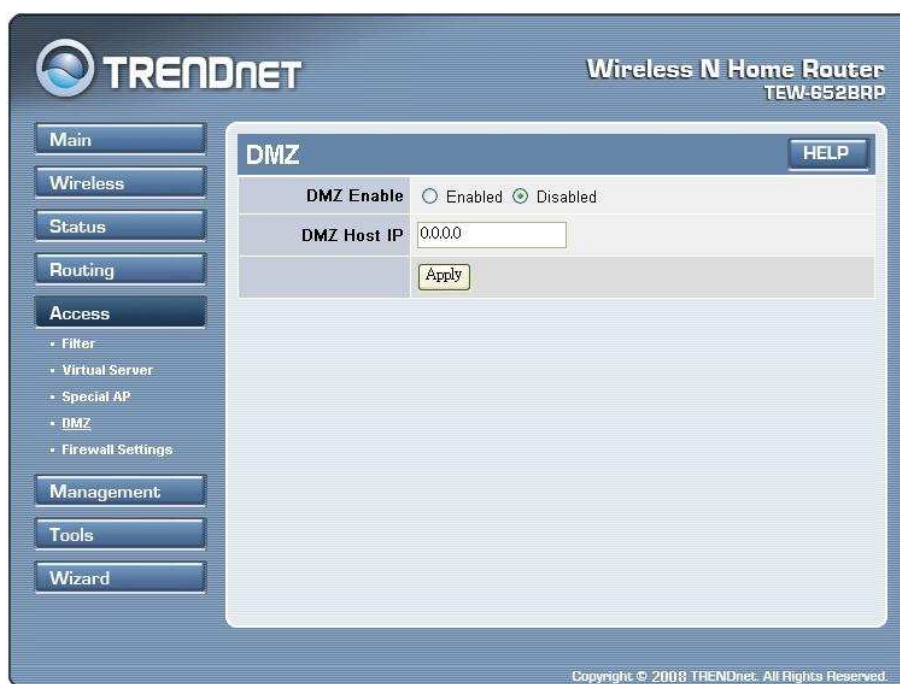 TRENDNET
Wireless N Home Router
TEW-652BRP
Main
Wireless
Status
Routing
Access
• Filter
• Virtual Server
• Special AP
• DMZ
• Firewall Settings
Management
Tools
Wizard
DMZ
HELP
DMZ Enable Enabled Disabled
DMZ Host IP 0.0.0.0
Apply
Copyright © 2008 TRENDnet. All Rights Reserved.